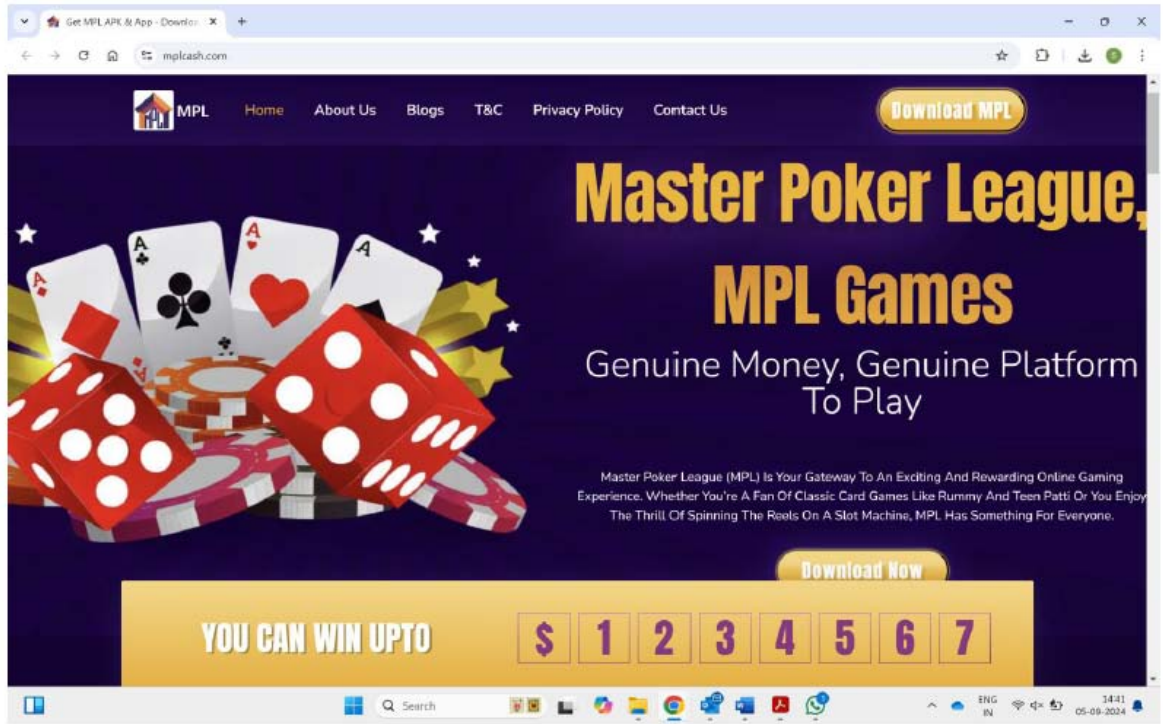 Get MPL APK & App - Downloa
mplcash.com
MPL
Home
About Us
Blogs
T&C
Privacy Policy
Contact Us
Download MPL
Master Poker League,
MPL Games
Genuine Money, Genuine Platform
To Play
Master Poker League (MPL) Is Your Gateway To An Exciting And Rewarding Online Gaming
Experience. Whether You're A Fan Of Classic Card Games Like Rummy And Teen Patti Or You Enjoy
The Thrill Of Spinning The Reels On A Slot Machine, MPL Has Something For Everyone.
Download Now
A
A
A
A
YOU CAN WIN UPTO
$ 1 2 3 4 5 6 7
Search
ENG
IN
14:41
05-09-2024